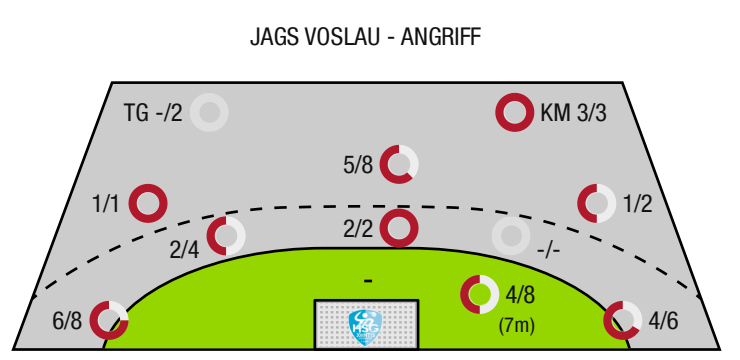 JAGS VOSLAU - ANGRIFF
TG -/2
KM 3/3
5/8
1/1
1/2
2/4
2/2
-/-
-
6/8
4/8
(7m)
4/6
HSG